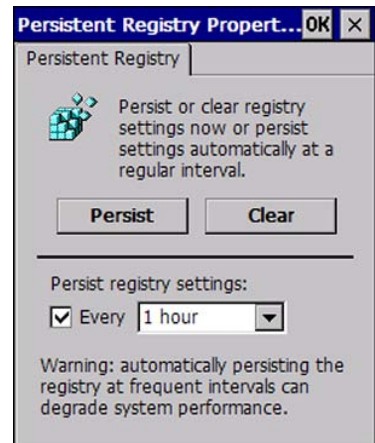 Persistent Registry Propert... OK ×
Persistent Registry
Persist or clear registry
settings now or persist
settings automatically at a
regular interval.
Persist Clear
Persist registry settings:
Every 1 hour
Warning: automatically persisting the
registry at frequent intervals can
degrade system performance.